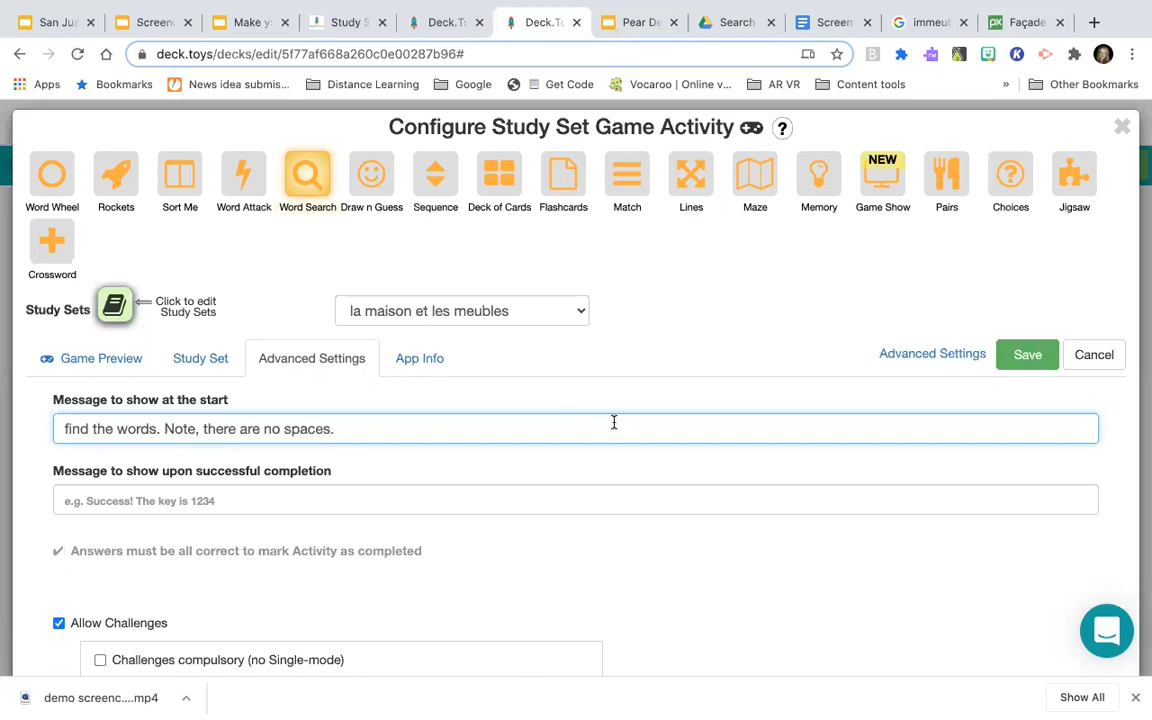 San Ju
Screen
Make y
Study S
Deck.T
Deck.To
Pear De
Search
Screen
immeul
Façade
deck.toys/decks/edit/5f77af668a260c0e00287b96#
Apps
Bookmarks
News idea submis...
Distance Learning
Google
Get Code
Vocaroo | Online v...
AR VR
Content tools
»
Other Bookmarks
Configure Study Set Game Activity ?
NEW
Word Wheel
Rockets
Sort Me
Word Attack
Word Search
Draw n Guess
Sequence
Deck of Cards
Flashcards
Match
Lines
Maze
Memory
Game Show
Pairs
Choices
Jigsaw
Crossword
Study Sets
Click to edit
Study Sets
la maison et les meubles
Game Preview
Study Set
Advanced Settings
App Info
Advanced Settings
Save
Cancel
Message to show at the start
find the words. Note, there are no spaces.
Message to show upon successful completion
e.g. Success! The key is 1234
✔ Answers must be all correct to mark Activity as completed
Allow Challenges
Challenges compulsory (no Single-mode)
demo screenc....mp4
Show All